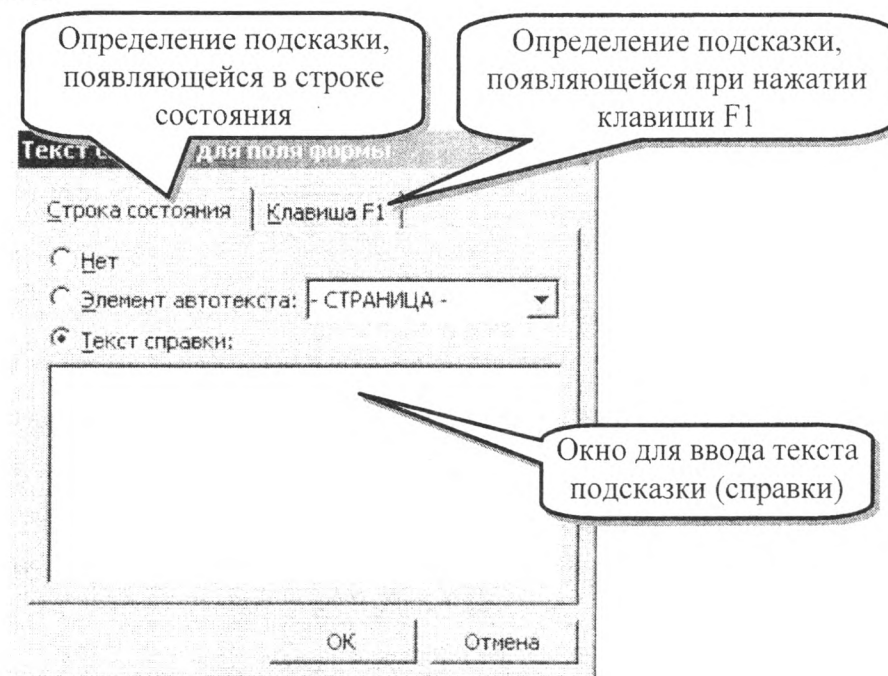 Определение подсказки,
появляющейся в строке
состояния
Определение подсказки,
появляющейся при нажатии
клавиши F1
Текст с для поля формы
Строка состояния
Клавиша F1
Нет
Элемент автотекста: - СТРАНИЦА -
Текст справки:
Окно для ввода текста
подсказки (справки)
ОК
Отмена